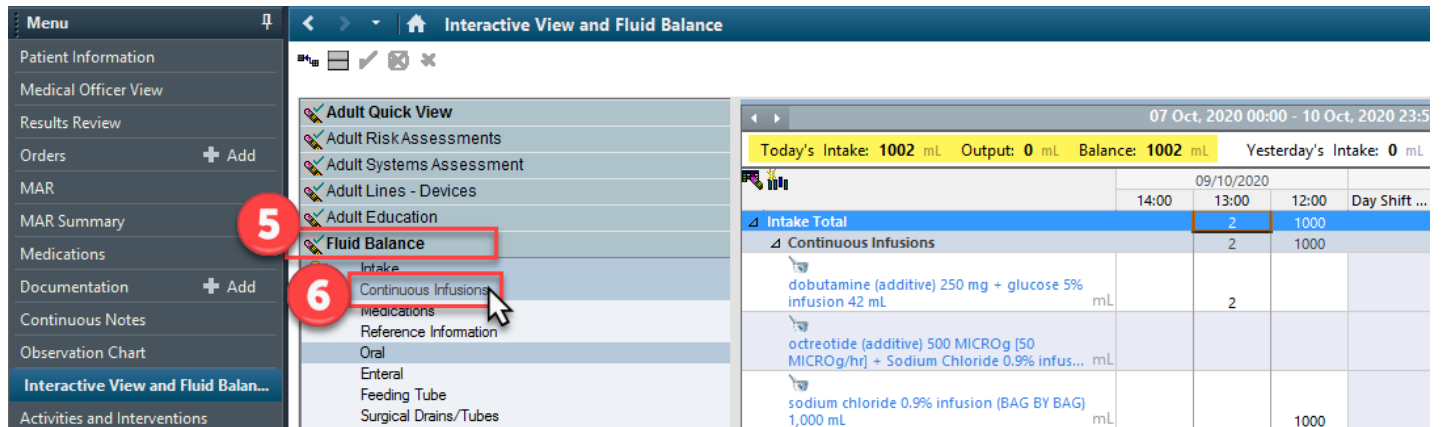 Menu
Interactive View and Fluid Balance
Patient Information
Medical Officer View
Results Review
Orders Add
MAR
MAR Summary
Medications
Documentation Add
Continuous Notes
Observation Chart
Interactive View and Fluid Balan...
Activities and Interventions
Adult Quick View
Adult RiskAssessments
Adult Systems Assessment
Adult Lines - Devices
Adult Education
5
Fluid Balance
Intake
6
Continuous Infusions
Medications
Reference Information
Oral
Enteral
Feeding Tube
Surgical Drains/Tubes
07 Oct, 2020 00:00 - 10 Oct, 2020 23:5
Today's Intake: 1002 mL Output: 0 mL Balance: 1002 mL Yesterday's Intake: 0 mL
09/10/2020
14:00 13:00 12:00 Day Shift ...
Intake Total 2 1000
Continuous Infusions 2 1000
dobutamine (additive) 250 mg + glucose 5%
infusion 42 mL mL 2
octreotide (additive) 500 MICROg [50
MICROg/hr] + Sodium Chloride 0.9% infus... mL
sodium chloride 0.9% infusion (BAG BY BAG)
1,000 mL mL 1000